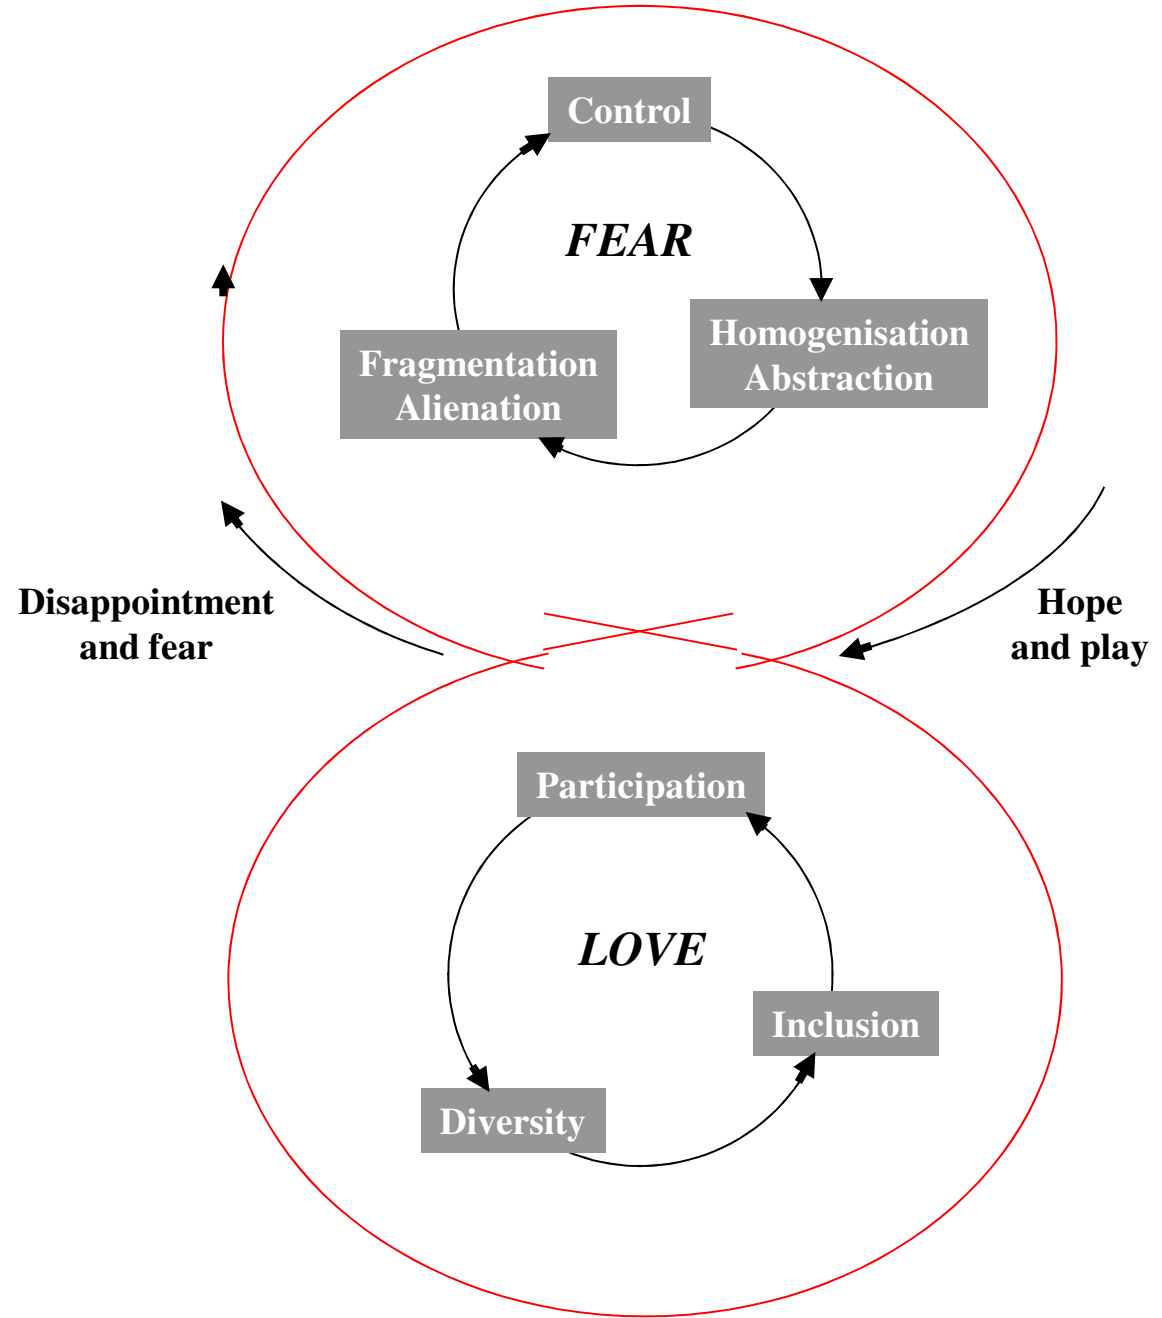 Control
FEAR
Homogenisation
Abstraction
Fragmentation
Alienation
Disappointment
and fear
Hope
and play
Participation
LOVE
Inclusion
Diversity